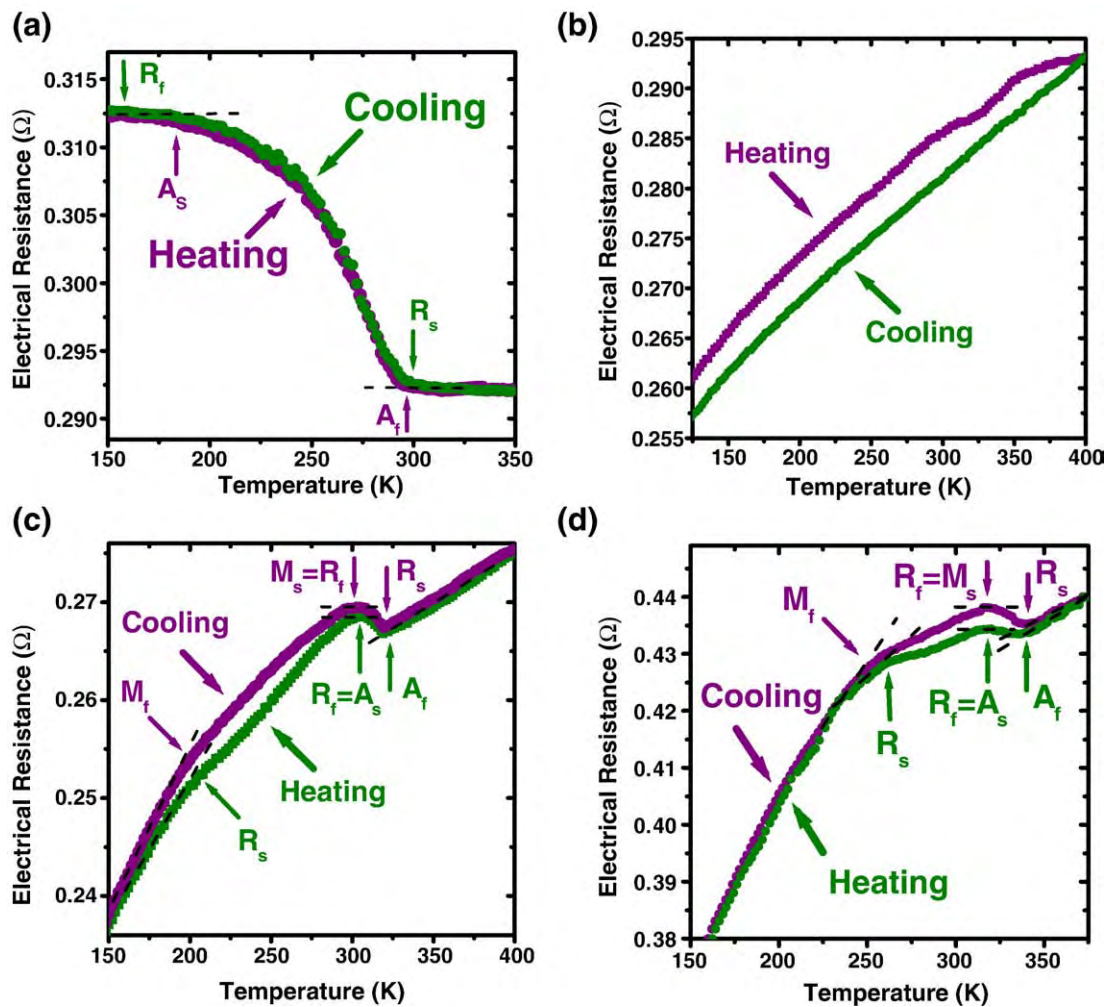 (a)
Electrical Resistance (Ω)
0.315
0.310
0.305
0.300
0.295
0.290
R_f
A_S
Cooling
Heating
R_s
A_f
150 200 250 300 350
Temperature (K)
(b)
Electrical Resistance (Ω)
0.295
0.290
0.285
0.280
0.275
0.270
0.265
0.260
0.255
Heating
Cooling
150 200 250 300 350 400
Temperature (K)
(c)
Electrical Resistance (Ω)
0.27
0.26
0.25
0.24
M_s=R_f
R_s
Cooling
M_f
R_f=A_s
A_f
Heating
R_s
150 200 250 300 350 400
Temperature (K)
(d)
Electrical Resistance (Ω)
0.44
0.43
0.42
0.41
0.40
0.39
0.38
R_f=M_s
R_s
M_f
Cooling
R_f=A_s
A_f
R_s
Heating
150 200 250 300 350
Temperature (K)